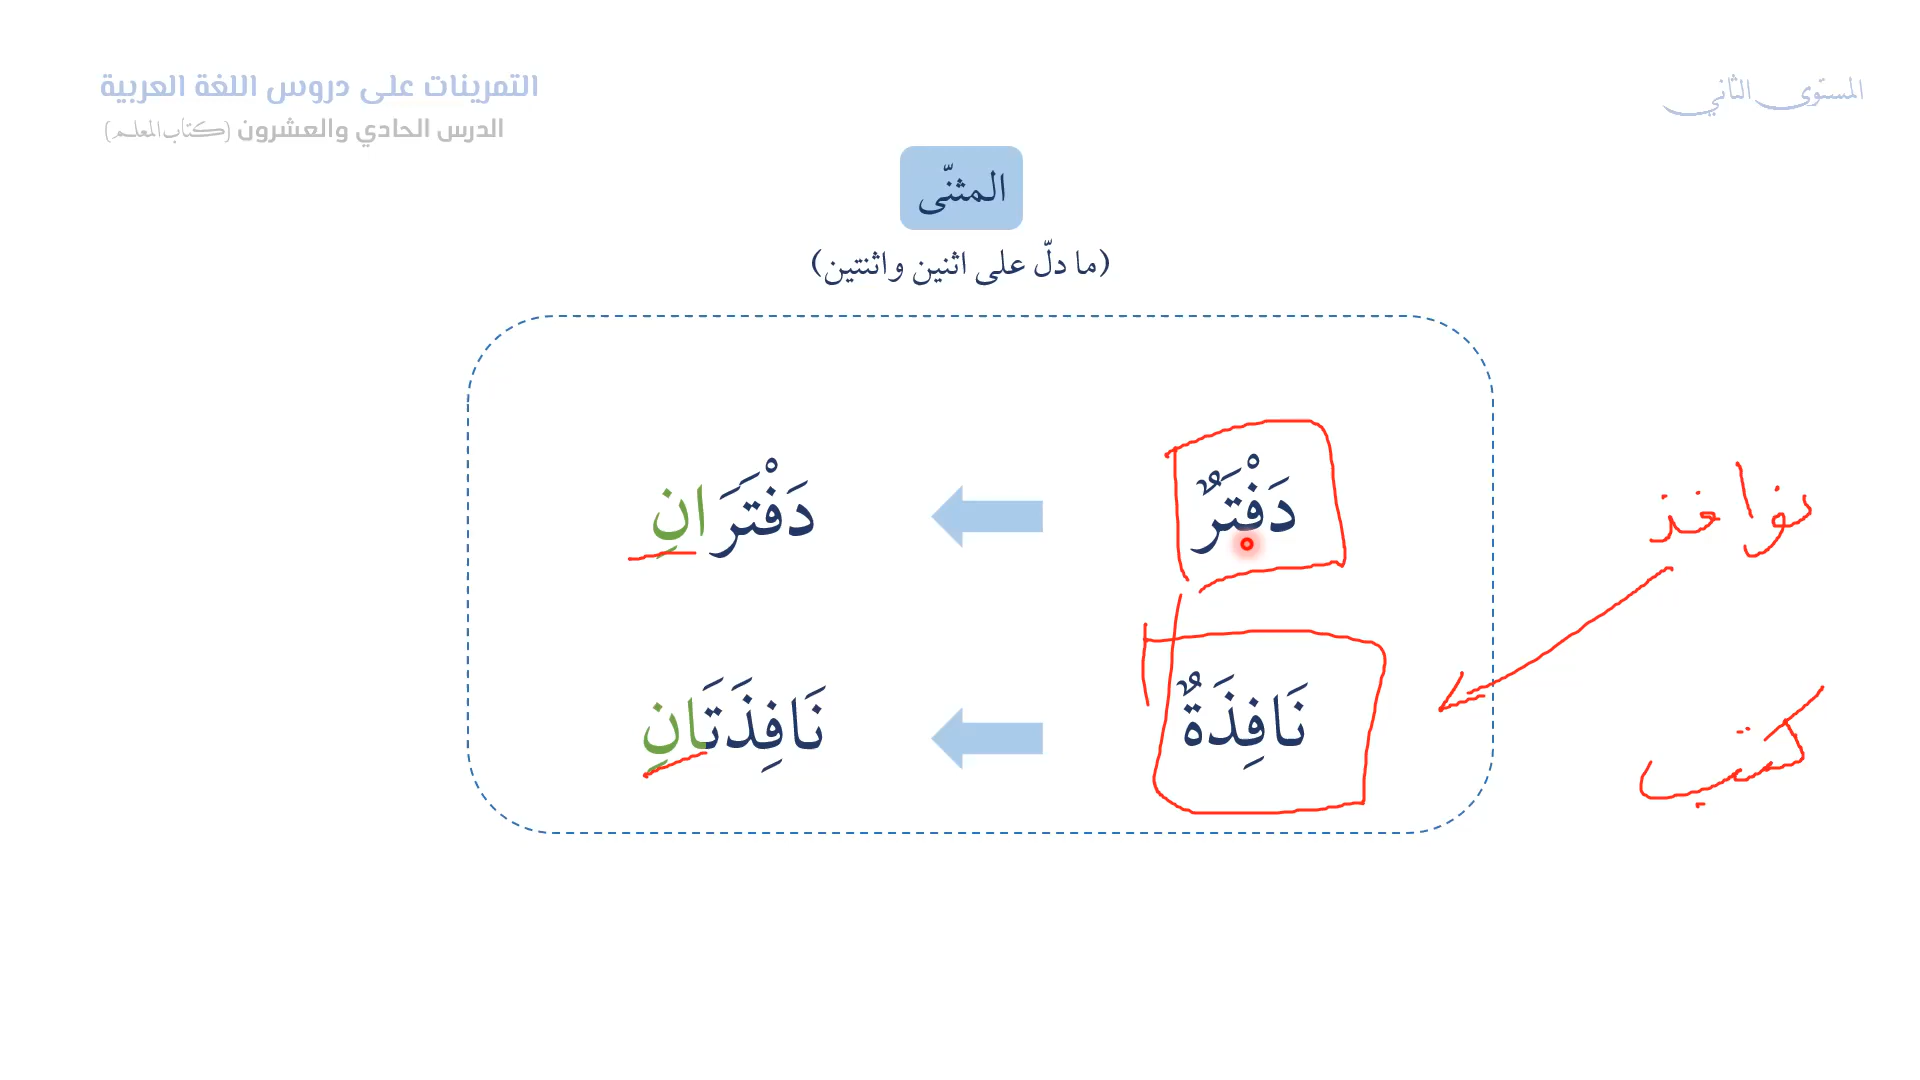 المستوى الثاني
التمرينات على دروس اللغة العربية
الدرس الحادي والعشرون (كتاب المعلم)
المثنّى
(ما دلّ على اثنين واثنتين)
دَفْتَرٌ دَفْتَرَانِ
نوافذ
نَافِذَةٌ نَافِذَتَانِ
كتب